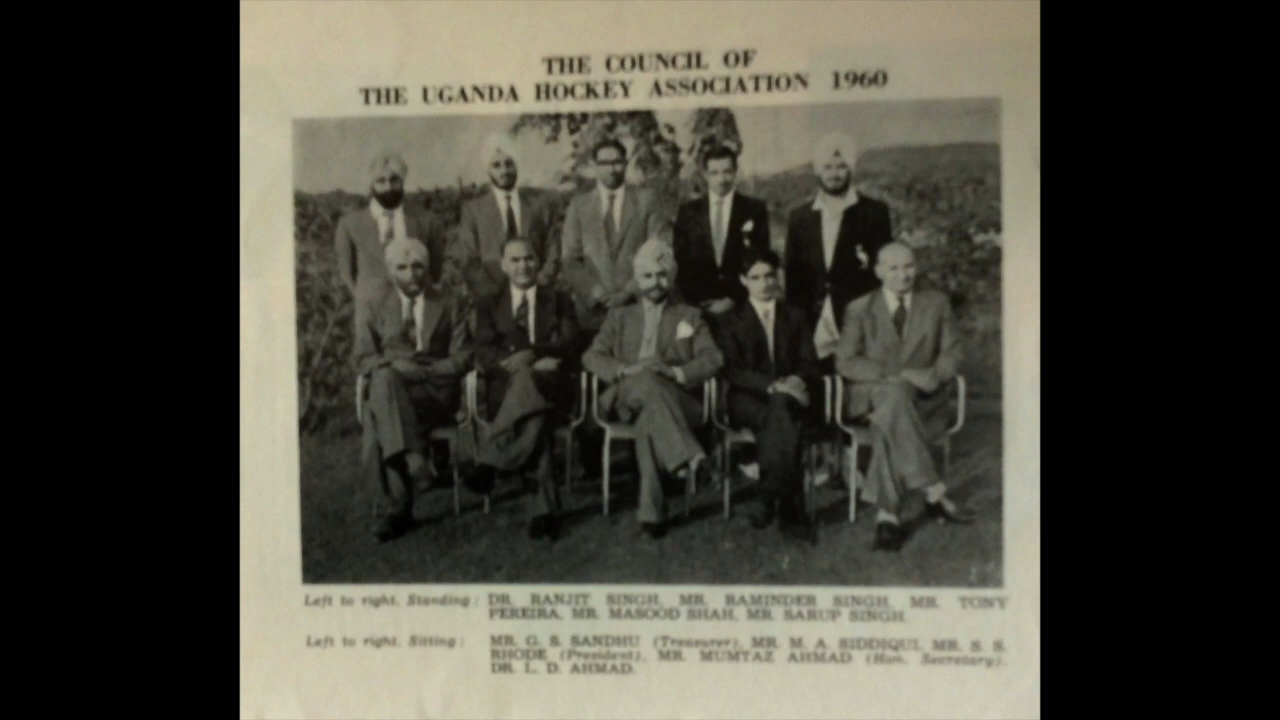 THE COUNCIL OF
THE UGANDA HOCKEY ASSOCIATION 1960
Left to right. Standing: DR. RANJIT SINGH, MR. RAMINDER SINGH, MR. TONY
PEREIRA, MR. MASOOD SHAH, MR. SARUP SINGH.
Left to right. Sitting: MR. G. S. SANDHU (Treasurer), MR. M. A. SIDDIQUI, MR. S. S.
RHODE (President), MR. MUMTAZ AHMAD (Hon. Secretary),
DR. L. D. AHMAD.